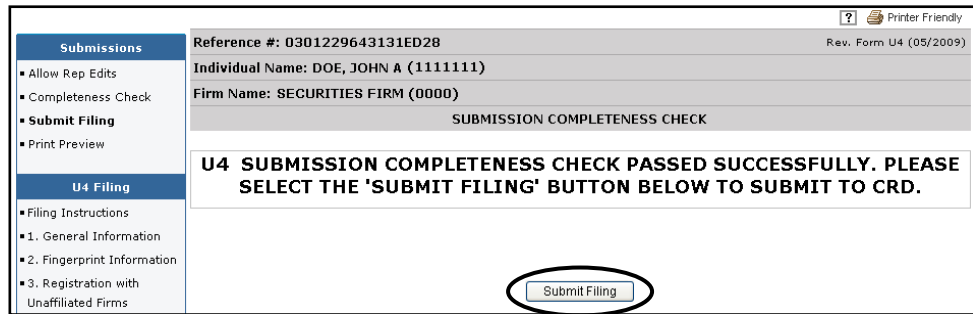 ? Printer Friendly
Submissions
▪ Allow Rep Edits
▪ Completeness Check
▪ Submit Filing
▪ Print Preview
U4 Filing
▪ Filing Instructions
▪ 1. General Information
▪ 2. Fingerprint Information
▪ 3. Registration with
Unaffiliated Firms
Reference #: 0301229643131ED28 Rev. Form U4 (05/2009)
Individual Name: DOE, JOHN A (1111111)
Firm Name: SECURITIES FIRM (0000)
SUBMISSION COMPLETENESS CHECK
U4 SUBMISSION COMPLETENESS CHECK PASSED SUCCESSFULLY. PLEASE
SELECT THE 'SUBMIT FILING' BUTTON BELOW TO SUBMIT TO CRD.
Submit Filing